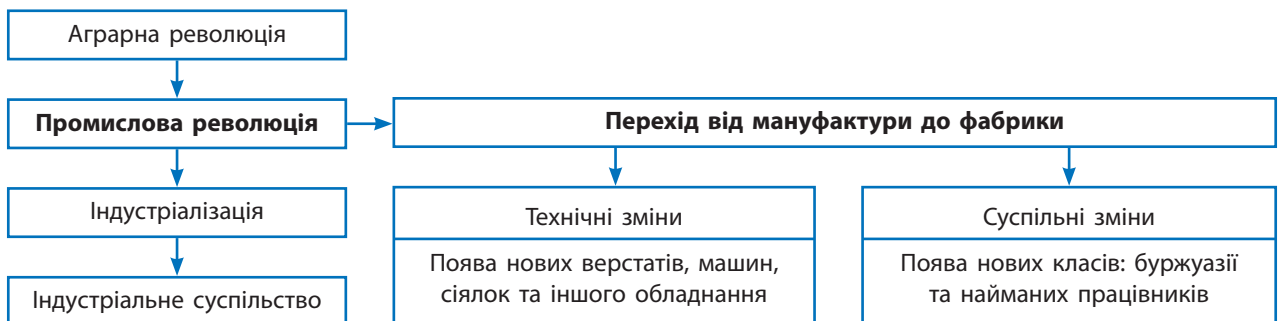 Аграрна революція
Промислова революція
Перехід від мануфактури до фабрики
Індустріалізація
Технічні зміни
Суспільні зміни
Поява нових верстатів, машин,
сіялок та іншого обладнання
Поява нових класів: буржуазії
та найманих працівників
Індустріальне суспільство